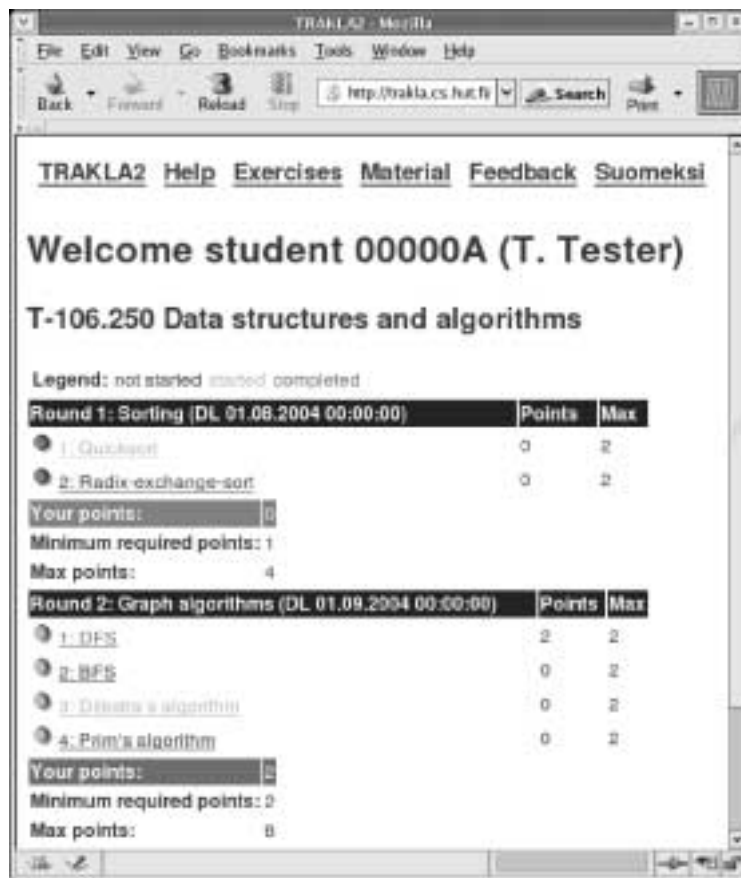 TRAKLA2 - Mozilla
File Edit View Go Bookmarks Tools Window Help
Back Forward Reload Stop http://trakla.cs.hut.fi Search Print
TRAKLA2 Help Exercises Material Feedback Suomeksi
Welcome student 00000A (T. Tester)
T-106.250 Data structures and algorithms
Legend: not started started completed
Round 1: Sorting (DL 01.08.2004 00:00:00) Points Max
1: Quicksort 0 2
2: Radix-exchange-sort 0 2
Your points: 0
Minimum required points: 1
Max points: 4
Round 2: Graph algorithms (DL 01.09.2004 00:00:00) Points Max
1: DFS 2 2
2: BFS 0 2
3: Dijkstra's algorithm 0 2
4: Prim's algorithm 0 2
Your points: 2
Minimum required points: 2
Max points: 8